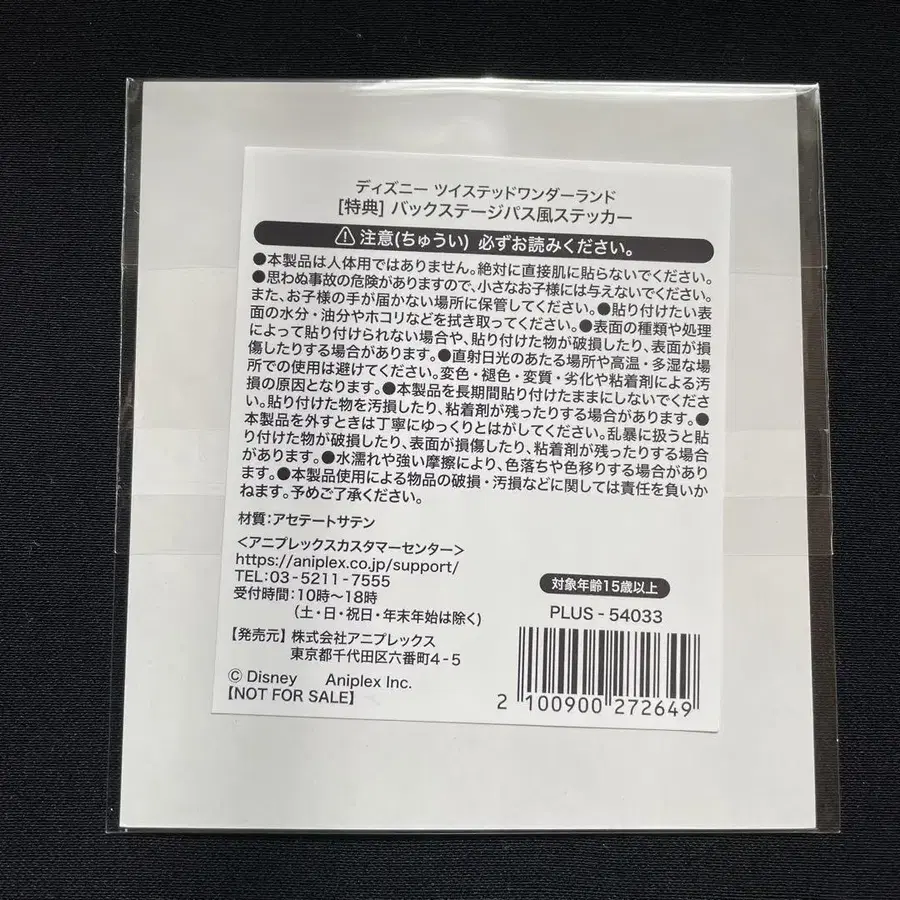 ディズニー ツイステッドワンダーランド
[特典] バックステージパス風ステッカー
⚠注意(ちゅうい) 必ずお読みください。
●本製品は人体用ではありません。絶対に直接肌に貼らないでください。
●思わぬ事故の危険がありますので、小さなお子様には与えないでください。
また、お子様の手が届かない場所に保管してください。●貼り付けたい表
面の水分・油分やホコリなどを拭き取ってください。●表面の種類や処理
によって貼り付けられない場合や、貼り付けた物が破損したり、表面が損
傷したりする場合があります。●直射日光のあたる場所や高温・多湿な場
所での使用は避けてください。変色・褪色・変質・劣化や粘着剤による汚
損の原因となります。●本製品を長期間貼り付けたままにしないでくださ
い。貼り付けた物を汚損したり、粘着剤が残ったりする場合があります。●
本製品を外すときは丁寧にゆっくりとはがしてください。乱暴に扱うと貼
り付けた物が破損したり、表面が損傷したり、粘着剤が残ったりする場合
があります。●水濡れや強い摩擦により、色落ちや色移りする場合があり
ます。●本製品使用による物品の破損・汚損などに関しては責任を負いか
ねます。予めご了承ください。
材質:アセテートサテン
<アニプレックスカスタマーセンター>
https://aniplex.co.jp/support/
TEL:03-5211-7555
受付時間:10時~18時
(土・日・祝日・年末年始は除く)
【発売元】株式会社アニプレックス
東京都千代田区六番町4-5
© Disney Aniplex Inc.
【NOT FOR SALE】
対象年齢15歳以上
PLUS-54033
2 100900 272649